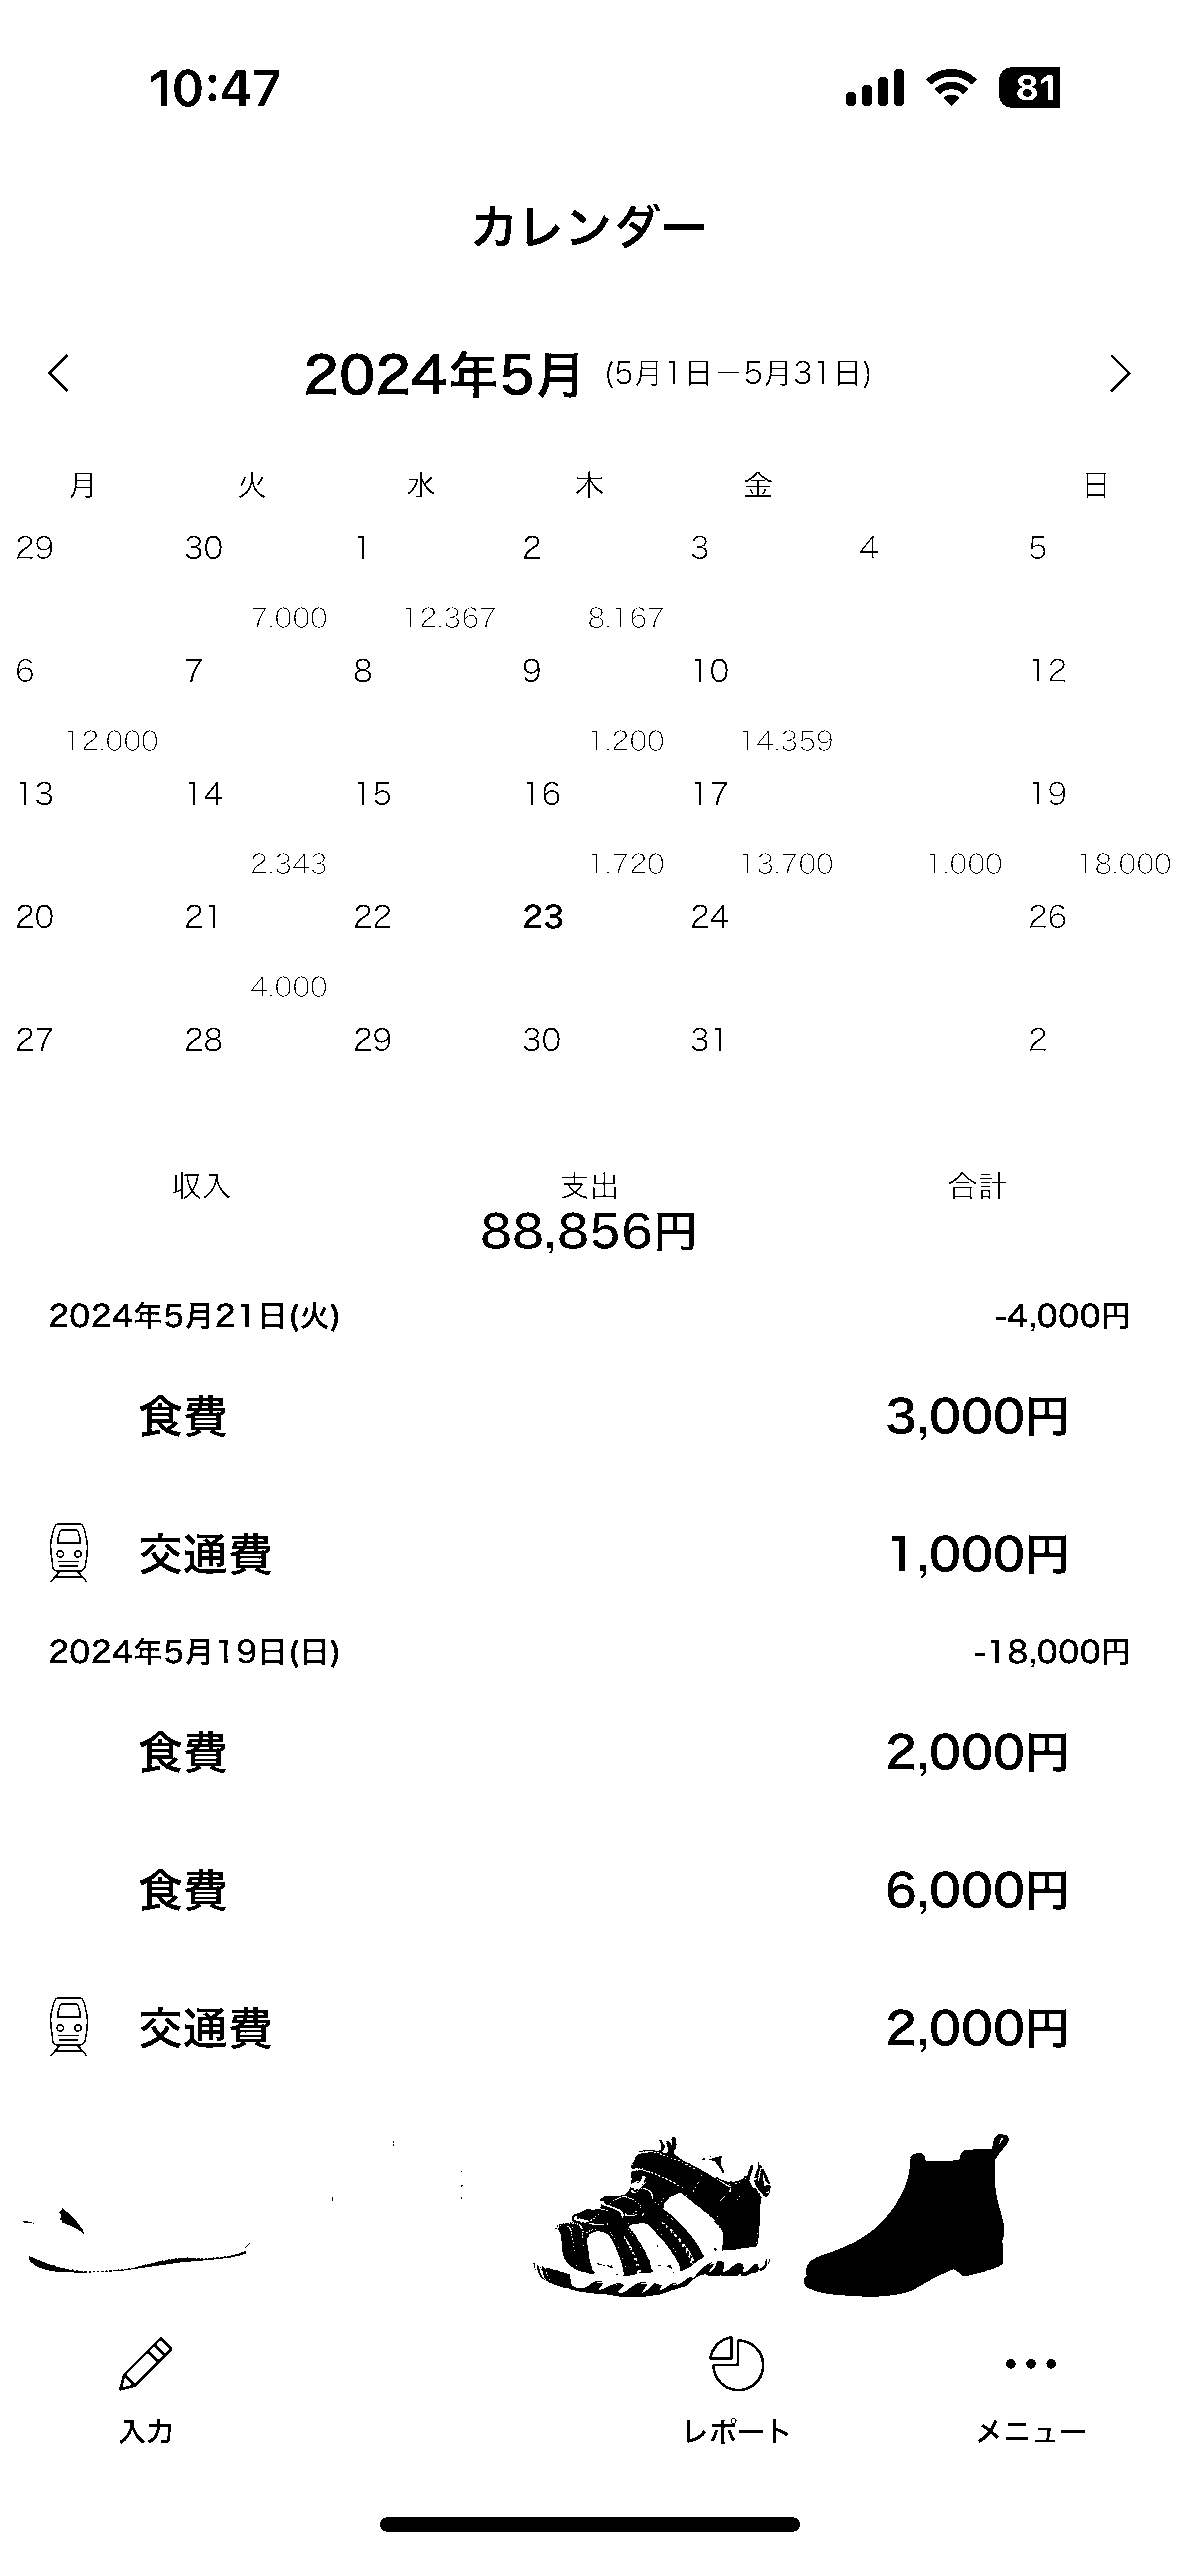 10:47 81
カレンダー
2024年5月 (5月1日－5月31日)
月 火 水 木 金 日
29 30 1 2 3 4 5
7.000 12.367 8.167
6 7 8 9 10 12
12.000 1.200 14.359
13 14 15 16 17 19
2.343 1.720 13.700 1.000 18.000
20 21 22 23 24 26
4.000
27 28 29 30 31 2
収入 支出 合計
88,856円
2024年5月21日(火) -4,000円
食費 3,000円
交通費 1,000円
2024年5月19日(日) -18,000円
食費 2,000円
食費 6,000円
交通費 2,000円
入力 レポート メニュー